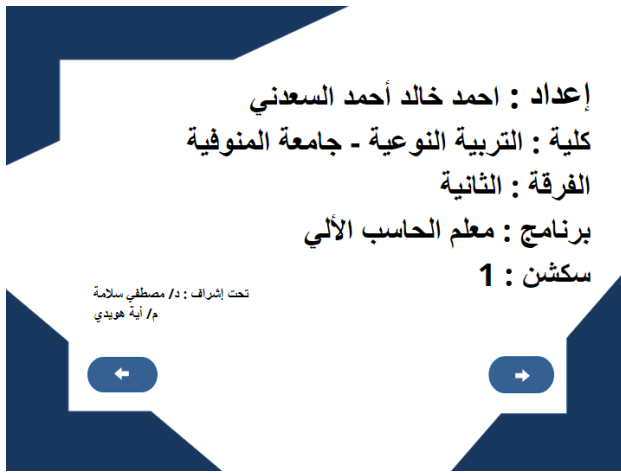 إعداد : احمد خالد أحمد السعدني
كلية : التربية النوعية - جامعة المنوفية
الفرقة : الثانية
برنامج : معلم الحاسب الألي
سكشن : 1
تحت إشراف : د/ مصطفي سلامة
م/ أية هويدي